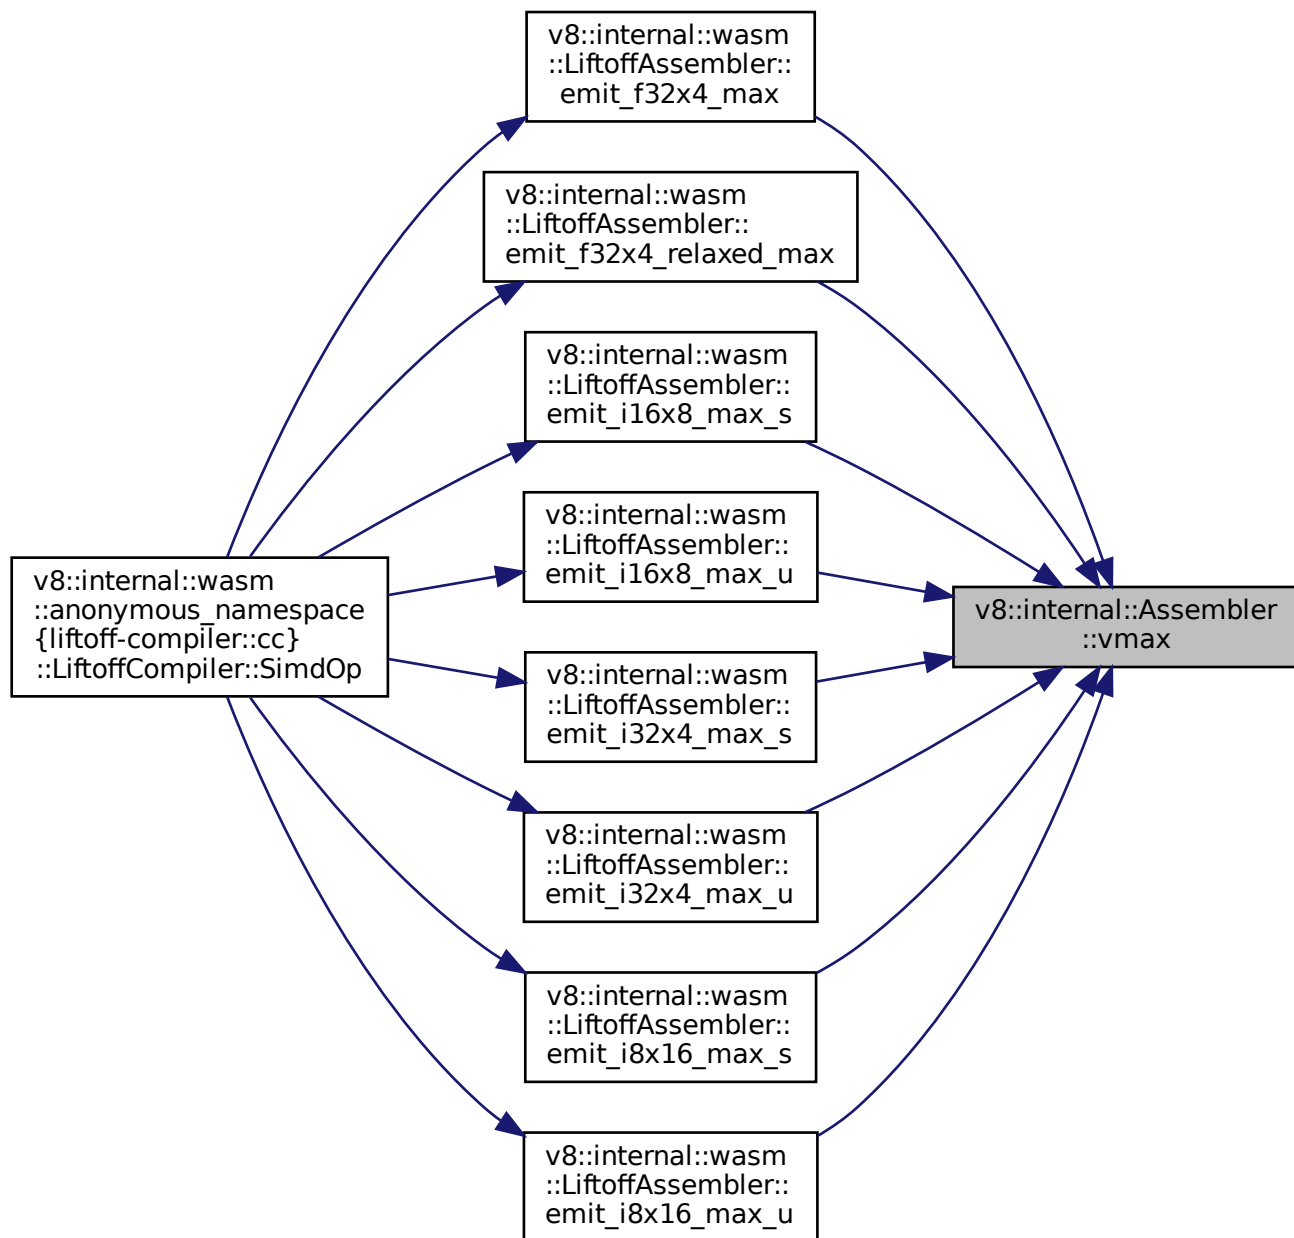 v8::internal::wasm
::LiftoffAssembler::
emit_f32x4_max
v8::internal::wasm
::LiftoffAssembler::
emit_f32x4_relaxed_max
v8::internal::wasm
::LiftoffAssembler::
emit_i16x8_max_s
v8::internal::wasm
::LiftoffAssembler::
emit_i16x8_max_u
v8::internal::wasm
::anonymous_namespace
{liftoff-compiler::cc}
::LiftoffCompiler::SimdOp
v8::internal::Assembler
::vmax
v8::internal::wasm
::LiftoffAssembler::
emit_i32x4_max_s
v8::internal::wasm
::LiftoffAssembler::
emit_i32x4_max_u
v8::internal::wasm
::LiftoffAssembler::
emit_i8x16_max_s
v8::internal::wasm
::LiftoffAssembler::
emit_i8x16_max_u